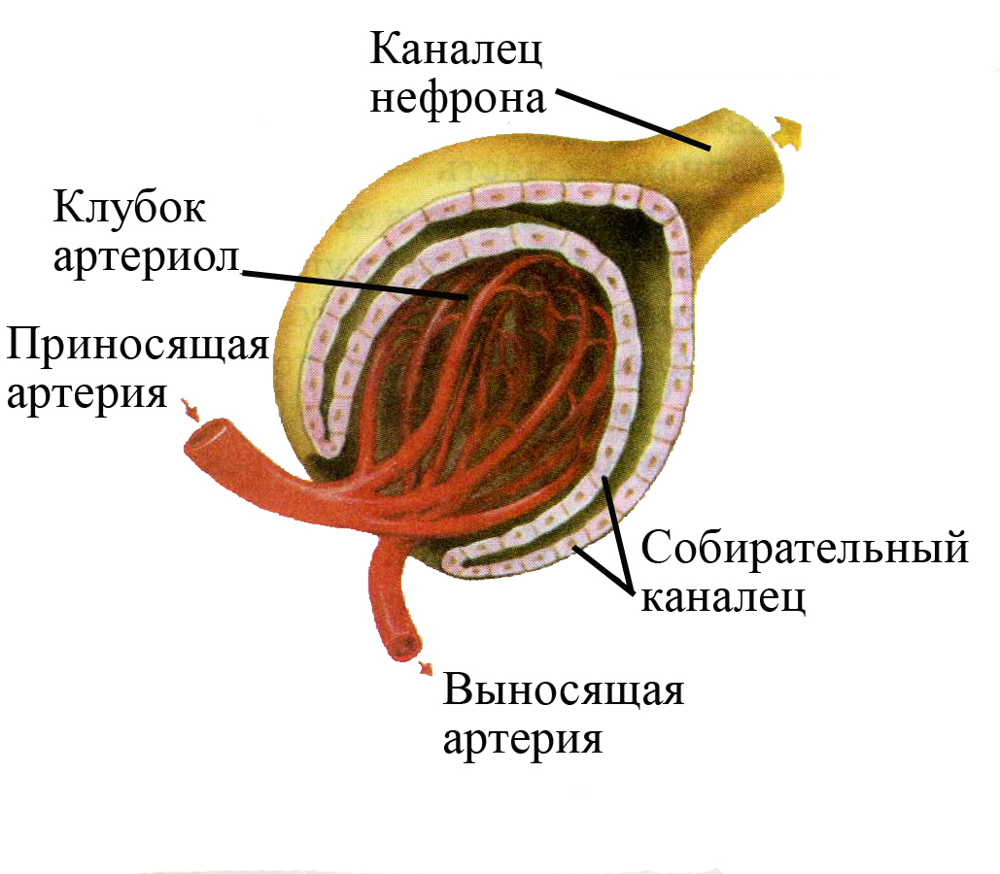 Каналец
нефрона
Клубок
артериол
Приносящая
артерия
Собирательный
каналец
Выносящая
артерия